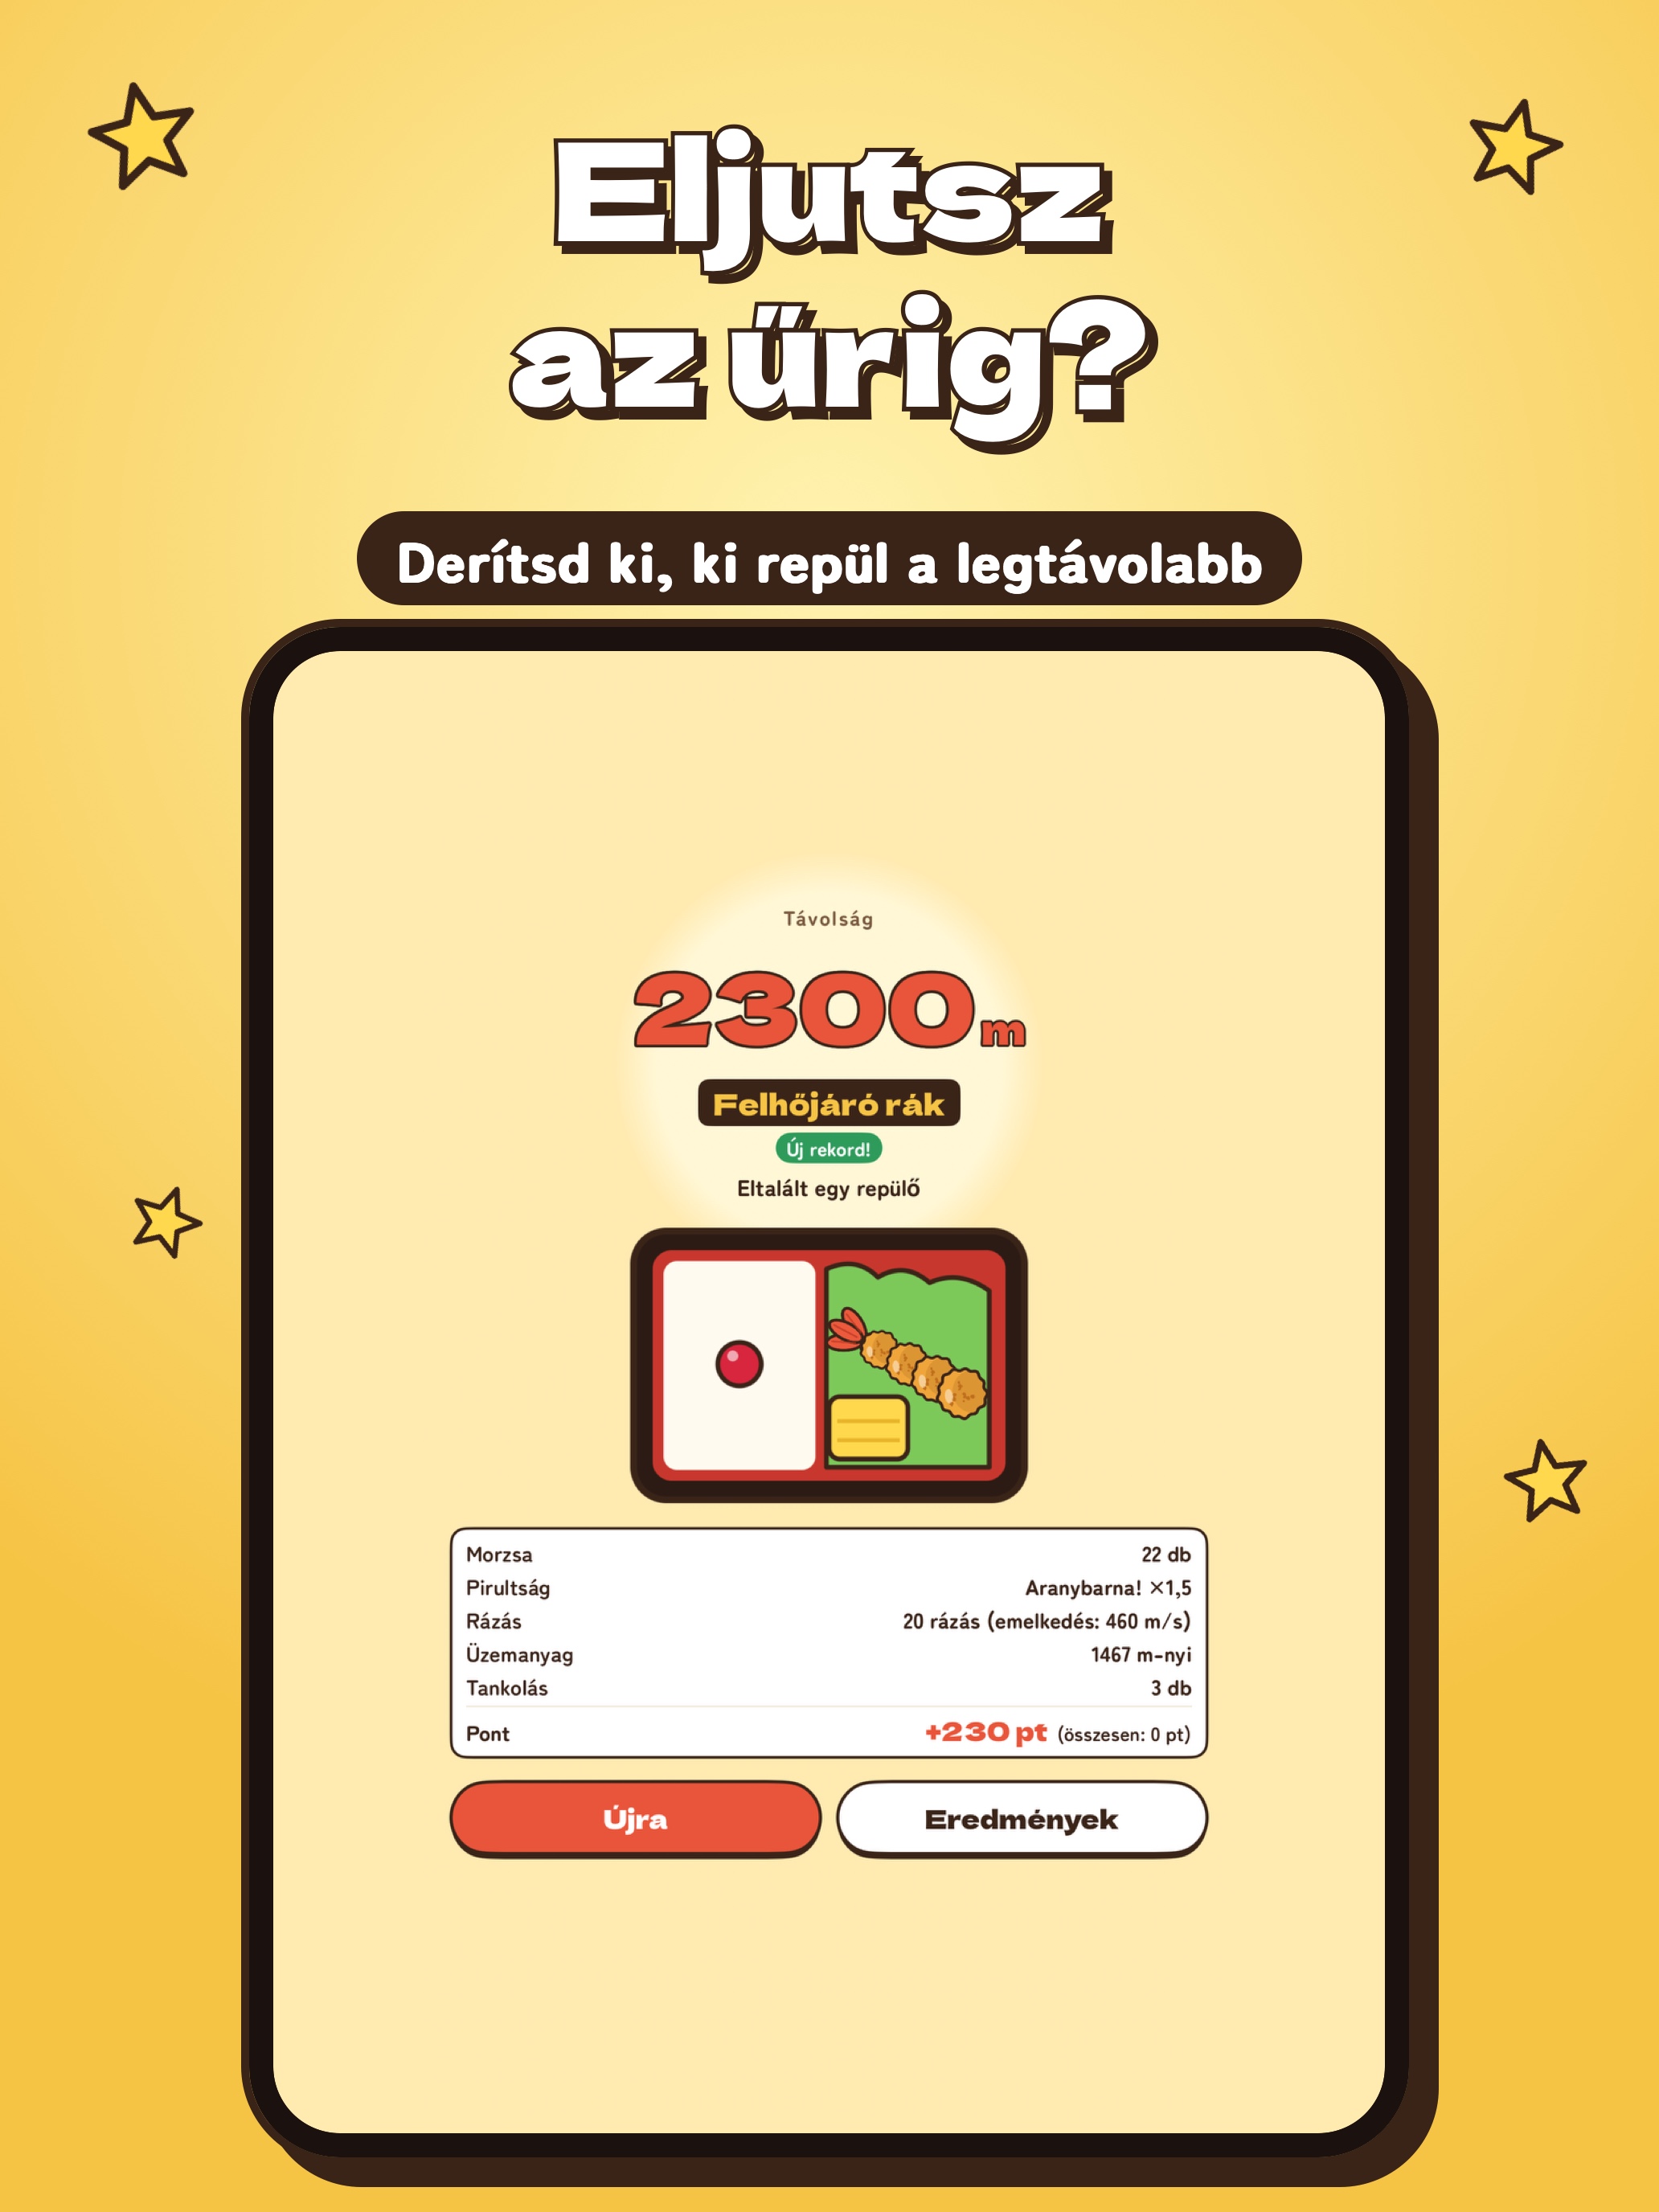 Eljutsz
az űrig?
Derítsd ki, ki repül a legtávolabb
Távolság
2300 m
Felhőjáró rák
Új rekord!
Eltalált egy repülő
Morzsa 22 db
Pirultság Aranybarna! ×1,5
Rázás 20 rázás (emelkedés: 460 m/s)
Üzemanyag 1467 m-nyi
Tankolás 3 db
Pont +230 pt (összesen: 0 pt)
Újra Eredmények